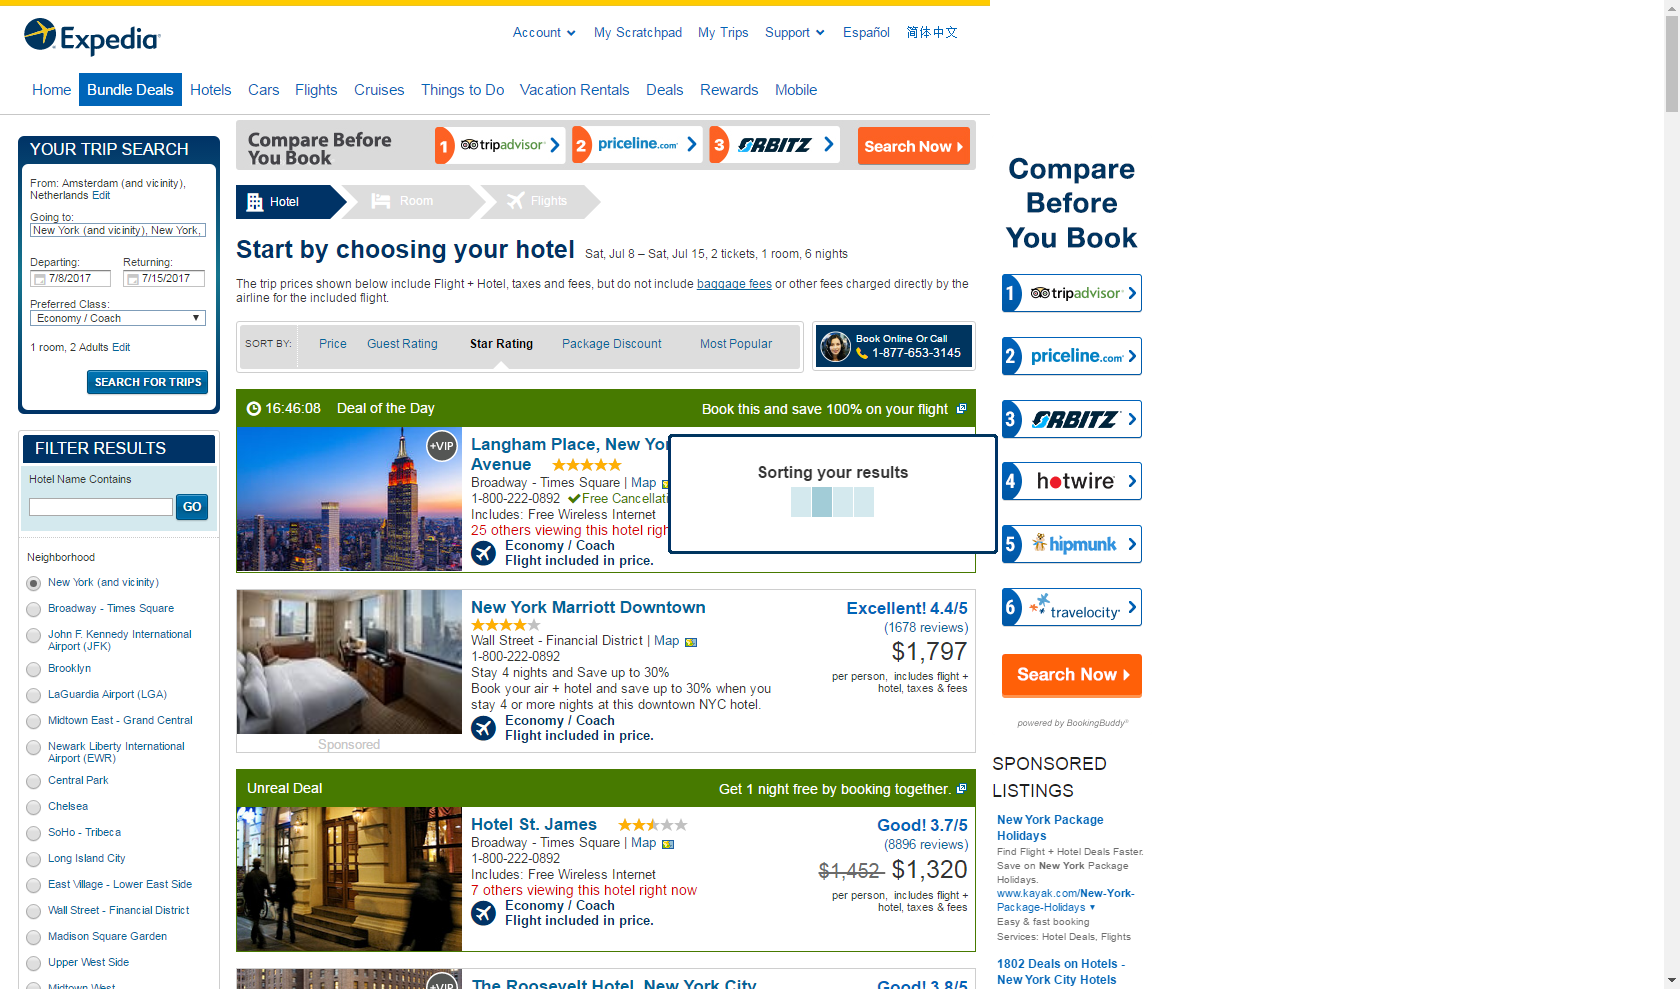 Expedia
Account
My Scratchpad
My Trips
Support
Español
简体中文
Home
Bundle Deals
Hotels
Cars
Flights
Cruises
Things to Do
Vacation Rentals
Deals
Rewards
Mobile
YOUR TRIP SEARCH
From: Amsterdam (and vicinity),
Netherlands Edit
Going to:
New York (and vicinity), New York,
Departing:
Returning:
7/8/2017
7/15/2017
Preferred Class:
Economy / Coach
1 room, 2 Adults Edit
SEARCH FOR TRIPS
FILTER RESULTS
Hotel Name Contains
GO
Neighborhood
New York (and vicinity)
Broadway - Times Square
John F. Kennedy International
Airport (JFK)
Brooklyn
LaGuardia Airport (LGA)
Midtown East - Grand Central
Newark Liberty International
Airport (EWR)
Central Park
Chelsea
SoHo - Tribeca
Long Island City
East Village - Lower East Side
Wall Street - Financial District
Madison Square Garden
Upper West Side
Midtown West
Compare Before
You Book
1 tripadvisor
2 priceline.com
3 ORBITZ
Search Now
Hotel
Room
Flights
Start by choosing your hotel
Sat, Jul 8 – Sat, Jul 15, 2 tickets, 1 room, 6 nights
The trip prices shown below include Flight + Hotel, taxes and fees, but do not include baggage fees or other fees charged directly by the
airline for the included flight.
SORT BY:
Price
Guest Rating
Star Rating
Package Discount
Most Popular
Book Online Or Call
1-877-653-3145
16:46:08
Deal of the Day
Book this and save 100% on your flight
+VIP
Langham Place, New Yor
Avenue
Broadway - Times Square | Map
1-800-222-0892
Free Cancellati
Includes: Free Wireless Internet
25 others viewing this hotel righ
Economy / Coach
Flight included in price.
Sorting your results
New York Marriott Downtown
Wall Street - Financial District | Map
1-800-222-0892
Stay 4 nights and Save up to 30%
Book your air + hotel and save up to 30% when you
stay 4 or more nights at this downtown NYC hotel.
Economy / Coach
Flight included in price.
Sponsored
Excellent! 4.4/5
(1678 reviews)
$1,797
per person, includes flight +
hotel, taxes & fees
Unreal Deal
Get 1 night free by booking together.
Hotel St. James
Broadway - Times Square | Map
1-800-222-0892
Includes: Free Wireless Internet
7 others viewing this hotel right now
Economy / Coach
Flight included in price.
Good! 3.7/5
(8896 reviews)
$1,452 $1,320
per person, includes flight +
hotel, taxes & fees
+VIP
The Roosevelt Hotel, New York City
Good! 3.8/5
Compare
Before
You Book
1 tripadvisor
2 priceline.com
3 ORBITZ
4 hotwire
5 hipmunk
6 travelocity
Search Now
powered by BookingBuddy
SPONSORED
LISTINGS
New York Package
Holidays
Find Flight + Hotel Deals Faster.
Save on New York Package
Holidays.
www.kayak.com/New-York-
Package-Holidays
Easy & fast booking
Services: Hotel Deals, Flights
1802 Deals on Hotels -
New York City Hotels